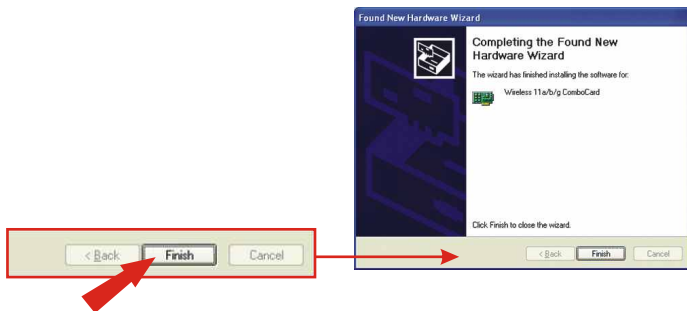 Found New Hardware Wizard
Completing the Found New
Hardware Wizard
The wizard has finished installing the software for:
Wireless 11a/b/g ComboCard
Click Finish to close the wizard.
< Back Finish Cancel
< Back Finish Cancel